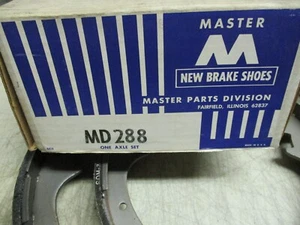 MASTER
M
NEW BRAKE SHOES
MASTER PARTS DIVISION
FAIRFIELD, ILLINOIS 62837
MD288
ONE AXLE SET